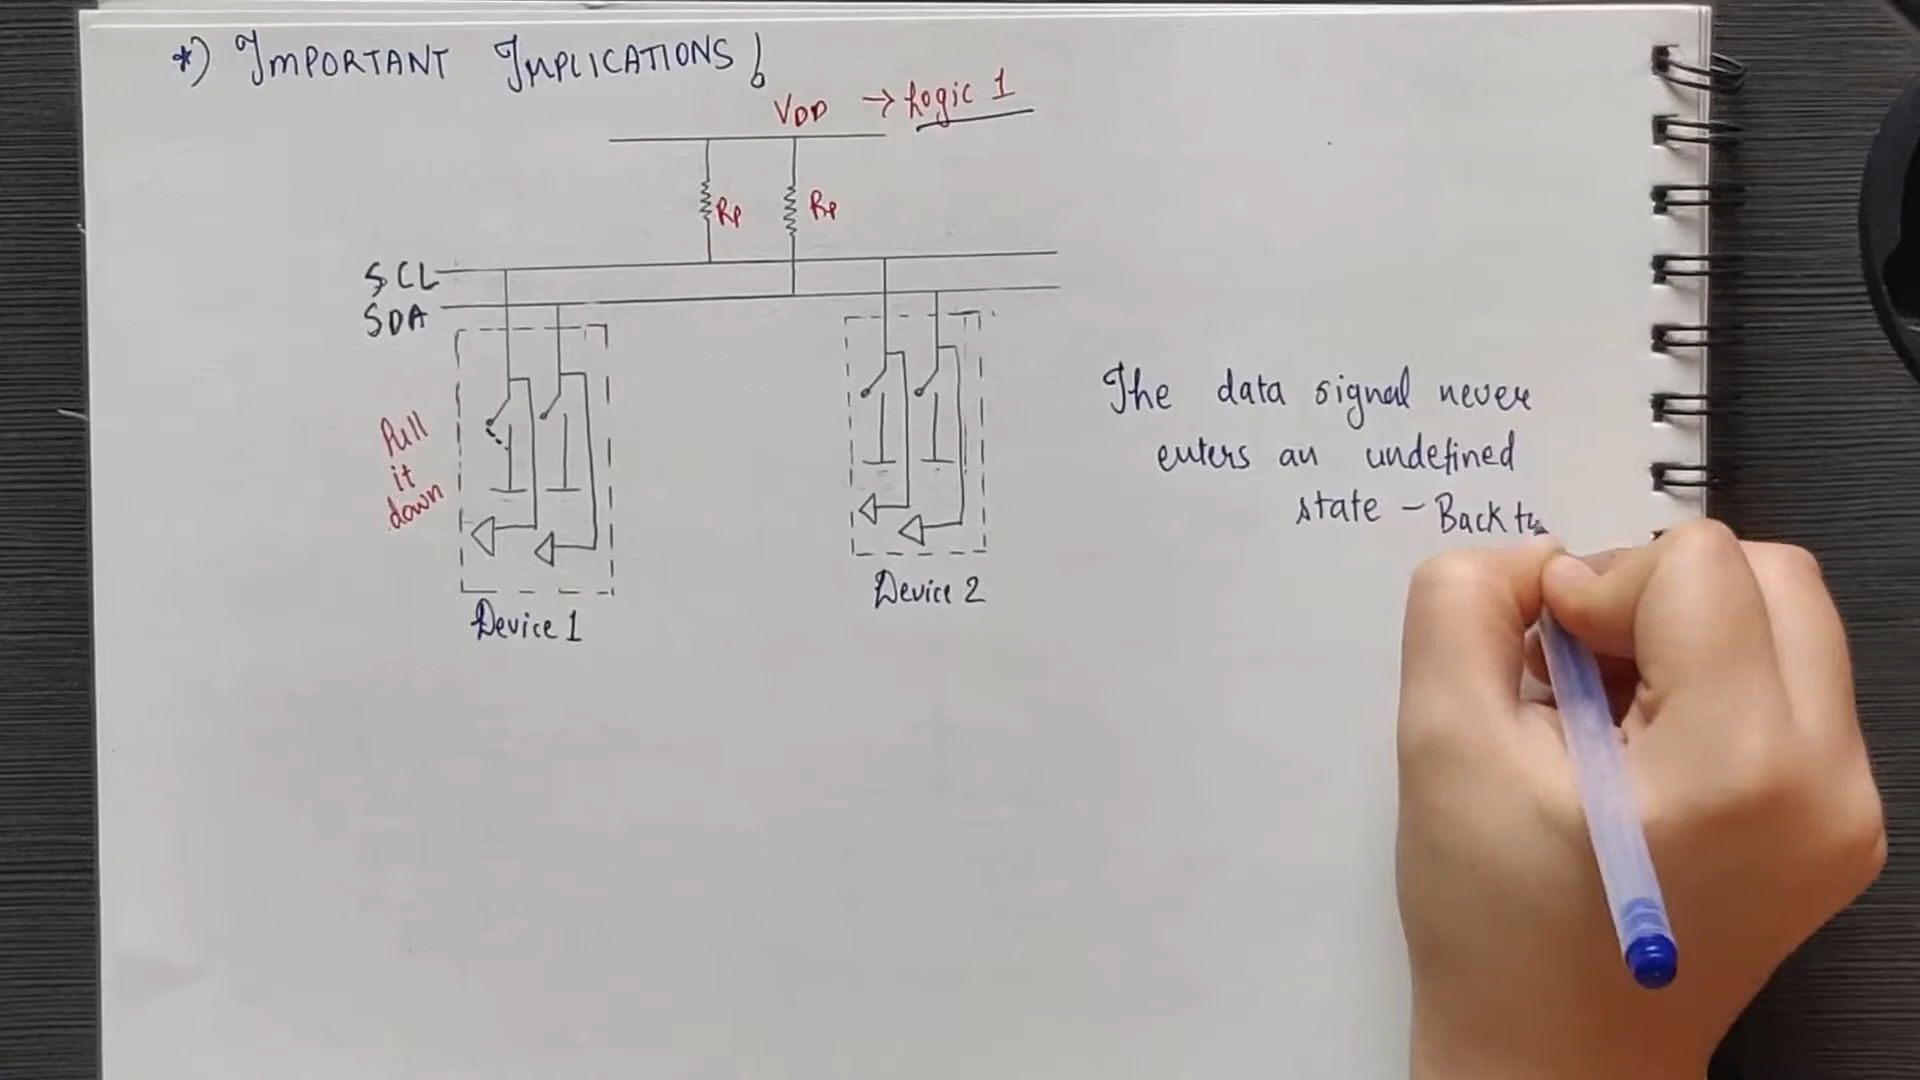 *) IMPORTANT IMPLICATIONS!
VDD → Logic 1
Rp Rp
SCL
SDA
Pull
it
down
The data signal never
enters an undefined
state - Back
Device 1
Device 2